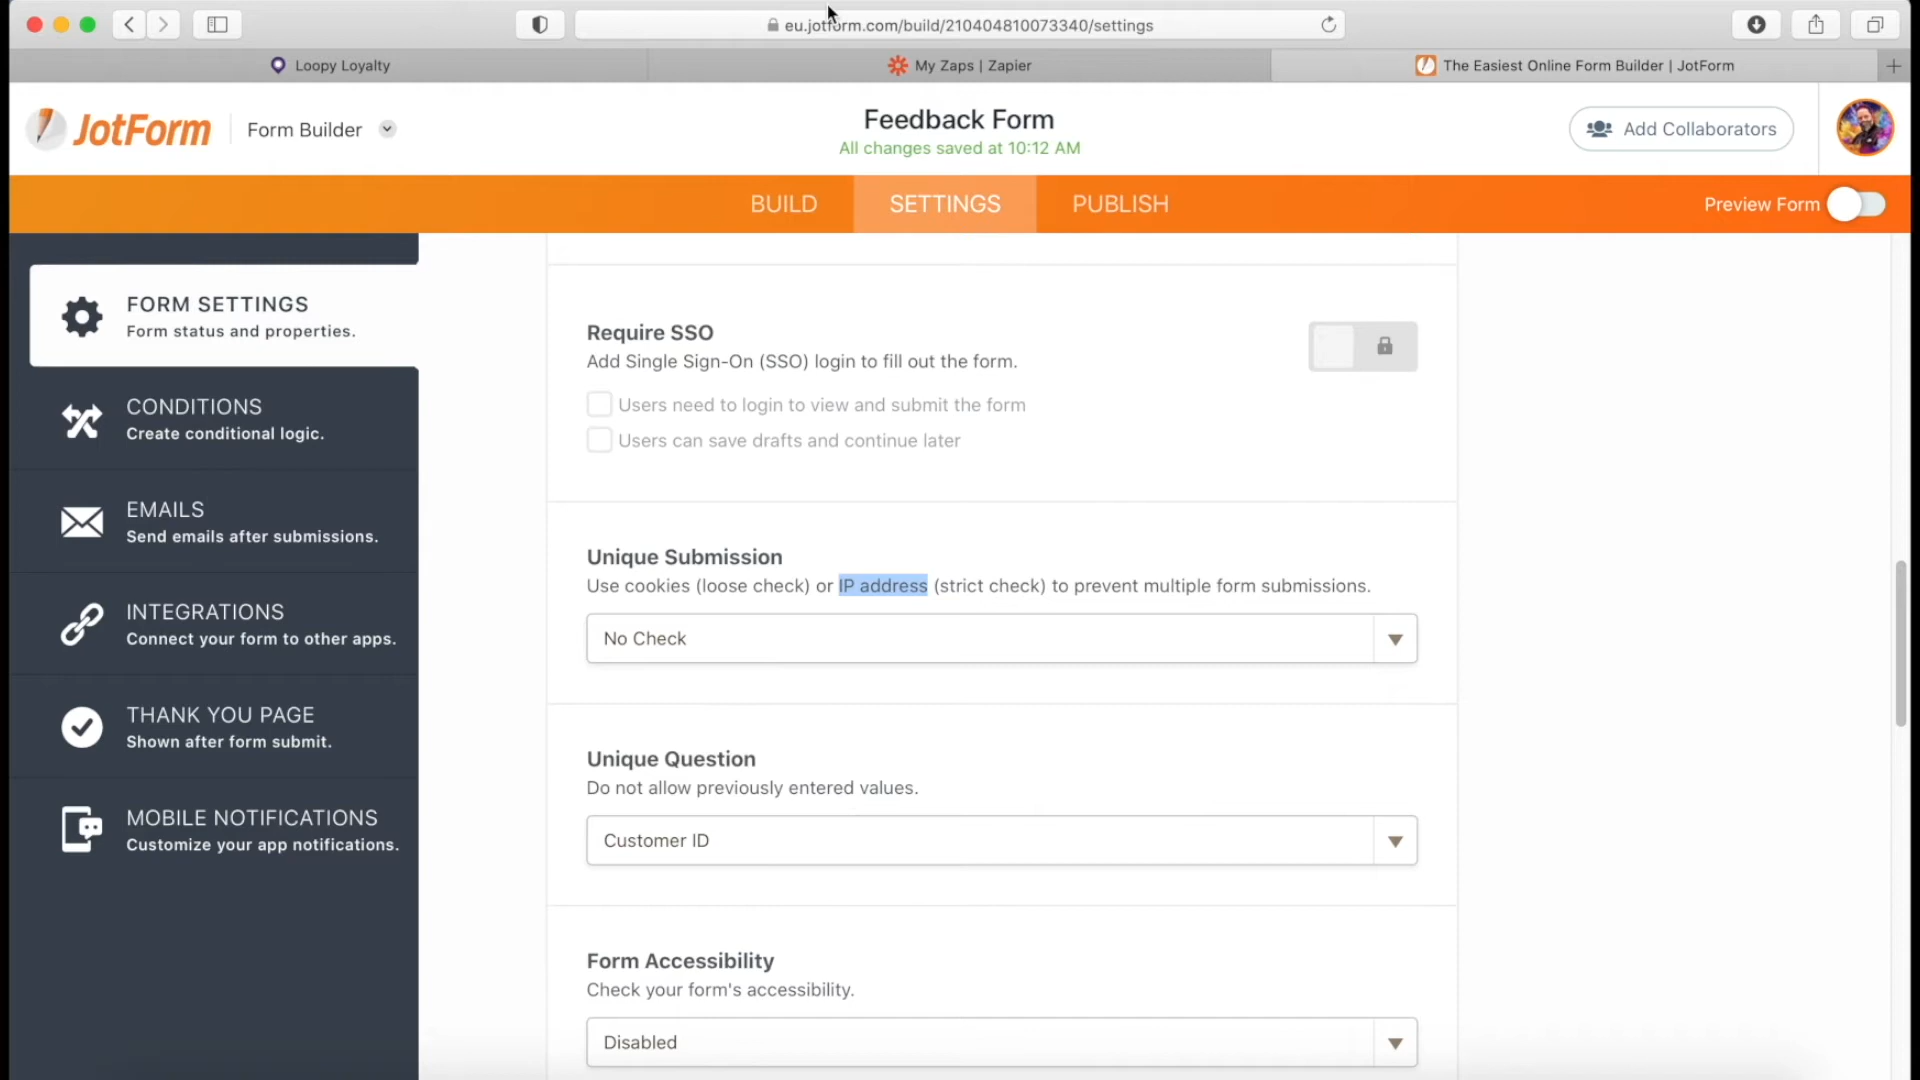 eu.jotform.com/build/210404810073340/settings
Loopy Loyalty
My Zaps | Zapier
The Easiest Online Form Builder | JotForm
JotForm
Form Builder
Feedback Form
All changes saved at 10:12 AM
Add Collaborators
BUILD
SETTINGS
PUBLISH
Preview Form
FORM SETTINGS
Form status and properties.
CONDITIONS
Create conditional logic.
EMAILS
Send emails after submissions.
INTEGRATIONS
Connect your form to other apps.
THANK YOU PAGE
Shown after form submit.
MOBILE NOTIFICATIONS
Customize your app notifications.
Require SSO
Add Single Sign-On (SSO) login to fill out the form.
Users need to login to view and submit the form
Users can save drafts and continue later
Unique Submission
Use cookies (loose check) or IP address (strict check) to prevent multiple form submissions.
No Check
Unique Question
Do not allow previously entered values.
Customer ID
Form Accessibility
Check your form's accessibility.
Disabled